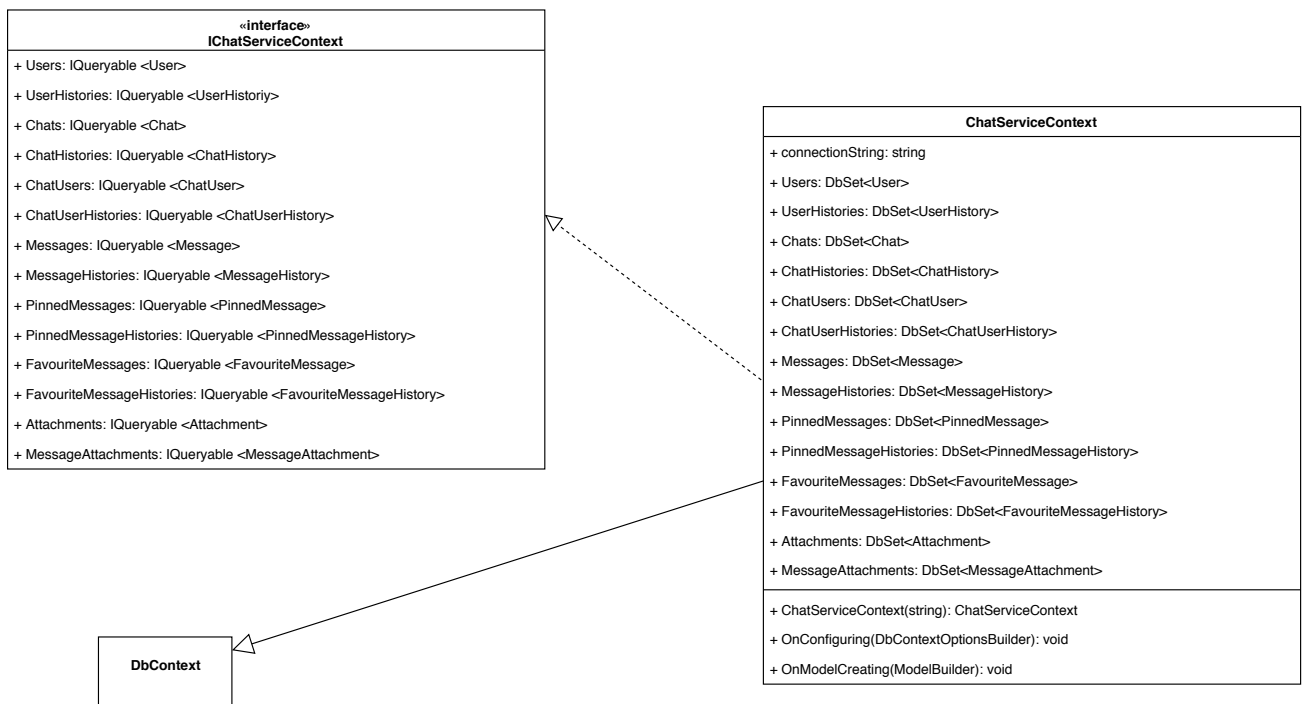 «interface»
IChatServiceContext
+ Users: IQueryable <User>
+ UserHistories: IQueryable <UserHistoriy>
+ Chats: IQueryable <Chat>
+ ChatHistories: IQueryable <ChatHistory>
+ ChatUsers: IQueryable <ChatUser>
+ ChatUserHistories: IQueryable <ChatUserHistory>
+ Messages: IQueryable <Message>
+ MessageHistories: IQueryable <MessageHistory>
+ PinnedMessages: IQueryable <PinnedMessage>
+ PinnedMessageHistories: IQueryable <PinnedMessageHistory>
+ FavouriteMessages: IQueryable <FavouriteMessage>
+ FavouriteMessageHistories: IQueryable <FavouriteMessageHistory>
+ Attachments: IQueryable <Attachment>
+ MessageAttachments: IQueryable <MessageAttachment>
ChatServiceContext
+ connectionString: string
+ Users: DbSet<User>
+ UserHistories: DbSet<UserHistory>
+ Chats: DbSet<Chat>
+ ChatHistories: DbSet<ChatHistory>
+ ChatUsers: DbSet<ChatUser>
+ ChatUserHistories: DbSet<ChatUserHistory>
+ Messages: DbSet<Message>
+ MessageHistories: DbSet<MessageHistory>
+ PinnedMessages: DbSet<PinnedMessage>
+ PinnedMessageHistories: DbSet<PinnedMessageHistory>
+ FavouriteMessages: DbSet<FavouriteMessage>
+ FavouriteMessageHistories: DbSet<FavouriteMessageHistory>
+ Attachments: DbSet<Attachment>
+ MessageAttachments: DbSet<MessageAttachment>
+ ChatServiceContext(string): ChatServiceContext
+ OnConfiguring(DbContextOptionsBuilder): void
+ OnModelCreating(ModelBuilder): void
DbContext